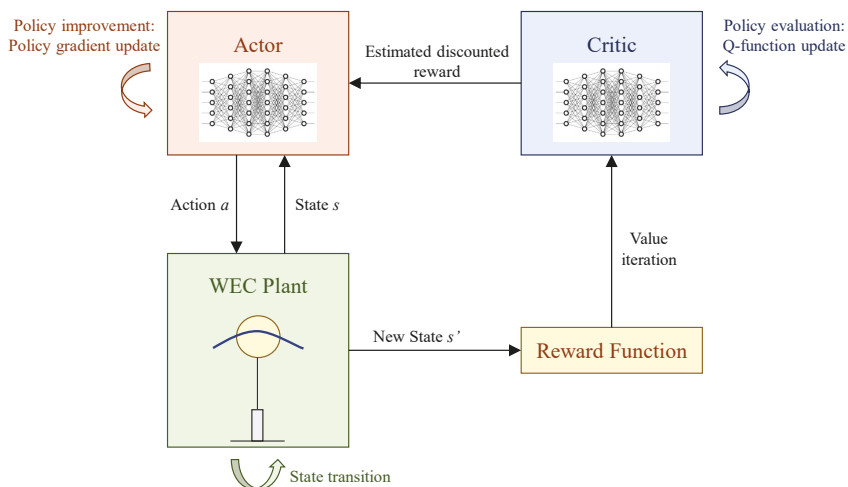 Policy improvement:
Policy gradient update
Actor
Estimated discounted
reward
Critic
Policy evaluation:
Q-function update
Action a
State s
Value
iteration
WEC Plant
New State s’
Reward Function
State transition